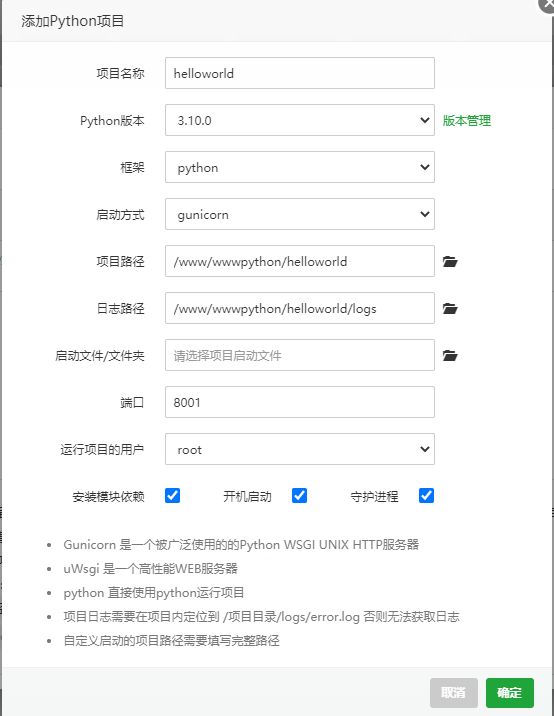 添加Python项目
项目名称 helloworld
Python版本 3.10.0 版本管理
框架 python
启动方式 gunicorn
项目路径 /www/wwwpython/helloworld
日志路径 /www/wwwpython/helloworld/logs
启动文件/文件夹 请选择项目启动文件
端口 8001
运行项目的用户 root
安装模块依赖 开机启动 守护进程
Gunicorn 是一个被广泛使用的的Python WSGI UNIX HTTP服务器
uWsgi 是一个高性能WEB服务器
python 直接使用python运行项目
项目日志需要在项目内定位到 /项目目录/logs/error.log 否则无法获取日志
自定义启动的项目路径需要填写完整路径
取消 确定